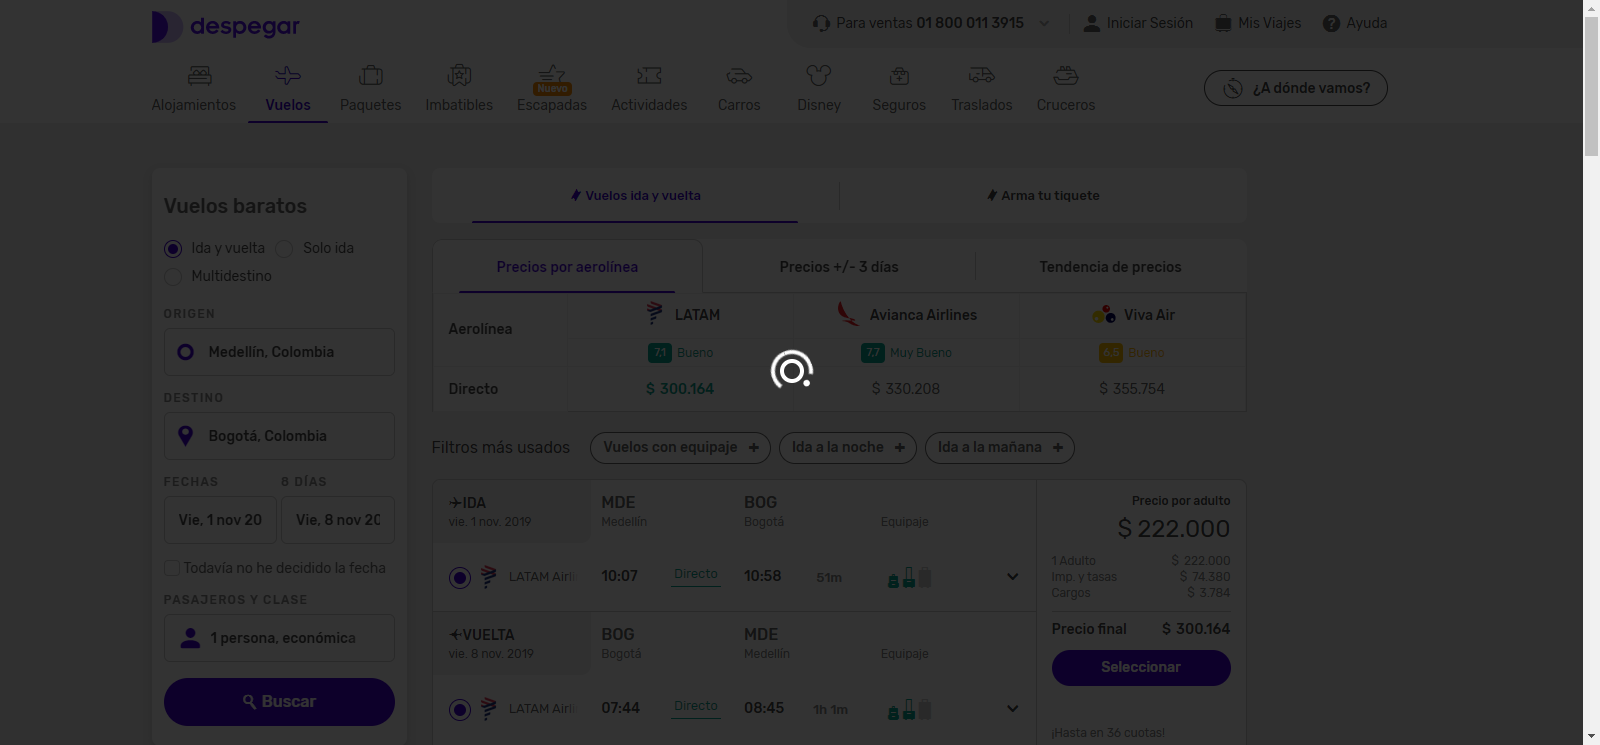 despegar
Para ventas 01 800 011 3915
Iniciar Sesión
Mis Viajes
Ayuda
Alojamientos
Vuelos
Paquetes
Imbatibles
Nuevo
Escapadas
Actividades
Carros
Disney
Seguros
Traslados
Cruceros
¿A dónde vamos?
Vuelos baratos
Ida y vuelta
Solo ida
Multidestino
ORIGEN
Medellín, Colombia
DESTINO
Bogotá, Colombia
FECHAS
8 DÍAS
Vie, 1 nov 20
Vie, 8 nov 20
Todavía no he decidido la fecha
PASAJEROS Y CLASE
1 persona, económica
Buscar
Vuelos ida y vuelta
Arma tu tiquete
Precios por aerolínea
Precios +/- 3 días
Tendencia de precios
Aerolínea
LATAM
Avianca Airlines
Viva Air
7,1 Bueno
7,7 Muy Bueno
6,5 Bueno
Directo
$ 300.164
$ 330.208
$ 355.754
Filtros más usados
Vuelos con equipaje +
Ida a la noche +
Ida a la mañana +
IDA
vie. 1 nov. 2019
MDE
Medellín
BOG
Bogotá
Equipaje
LATAM Airli
10:07
Directo
10:58
51m
VUELTA
vie. 8 nov. 2019
BOG
Bogotá
MDE
Medellín
Equipaje
LATAM Airli
07:44
Directo
08:45
1h 1m
Precio por adulto
$ 222.000
1 Adulto $ 222.000
Imp. y tasas $ 74.380
Cargos $ 3.784
Precio final $ 300.164
Seleccionar
¡Hasta en 36 cuotas!